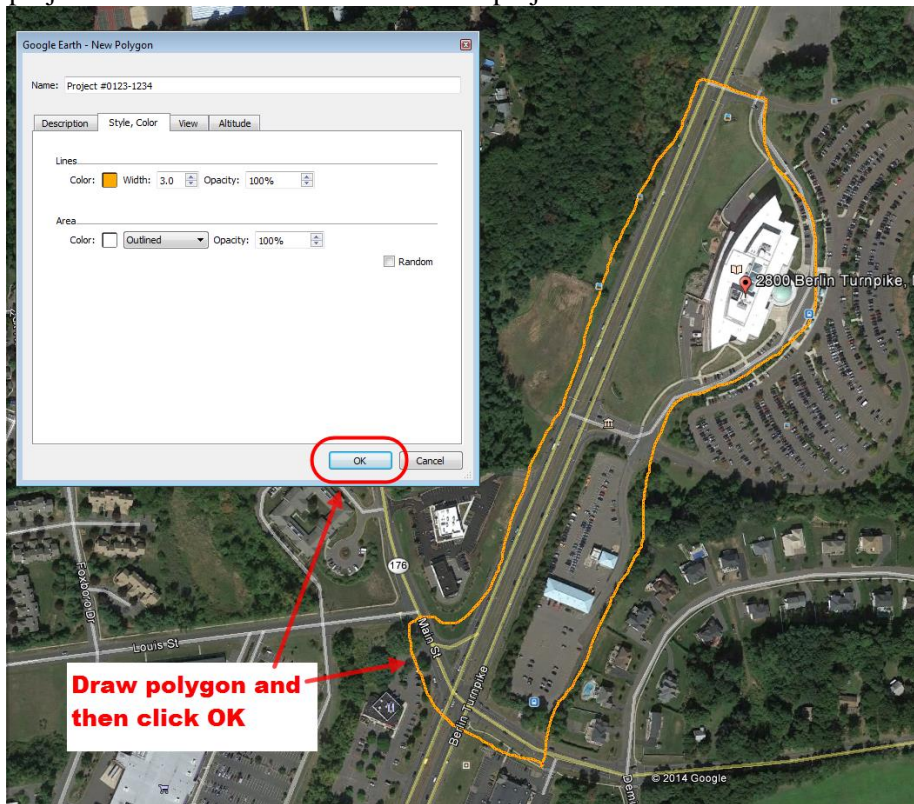 Google Earth - New Polygon
Name: Project #0123-1234
Description Style, Color View Altitude
Lines
Color: Width: 3.0 Opacity: 100%
Area
Color: Outlined Opacity: 100%
Random
OK Cancel
2800 Berlin Turnpike,
176
Foxboro Dr
Louis St
Main St
Berlin Turnpike
Draw polygon and
then click OK
© 2014 Google